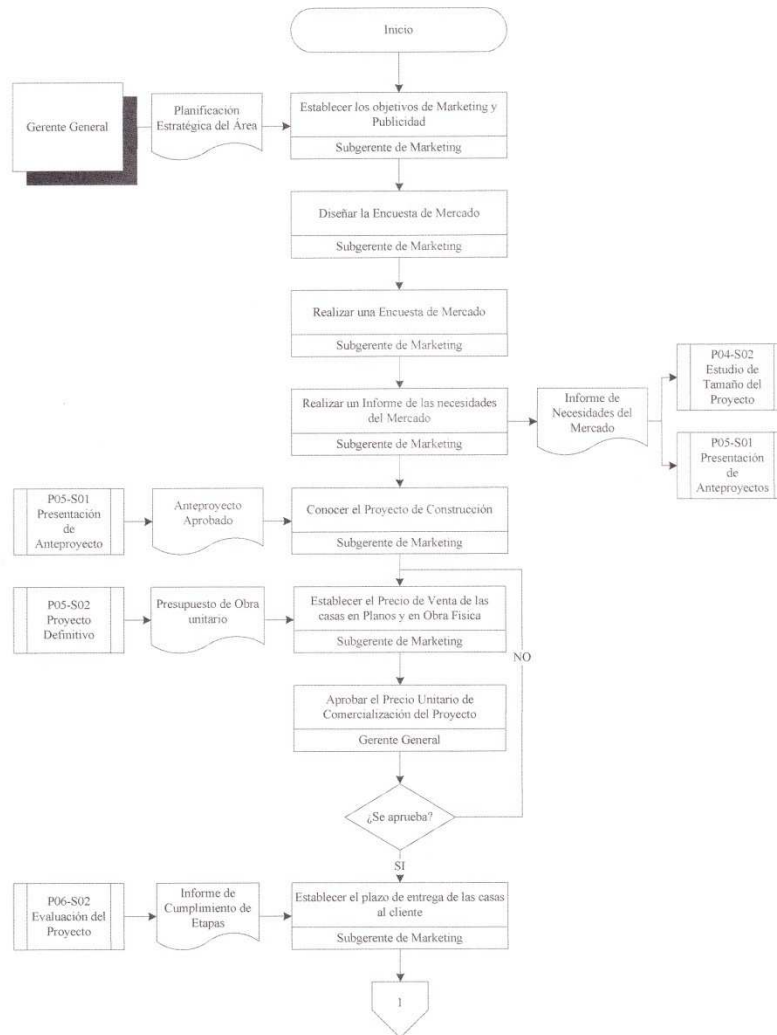 Inicio
Gerente General
Planificación
Estratégica del Área
Establecer los objetivos de Marketing y
Publicidad
Subgerente de Marketing
Diseñar la Encuesta de Mercado
Subgerente de Marketing
Realizar una Encuesta de Mercado
Subgerente de Marketing
Realizar un Informe de las necesidades
del Mercado
Subgerente de Marketing
Informe de
Necesidades del
Mercado
P04-S02
Estudio de
Tamaño del
Proyecto
P05-S01
Presentación
de
Anteproyectos
P05-S01
Presentación
de
Anteproyecto
Anteproyecto
Aprobado
Conocer el Proyecto de Construcción
Subgerente de Marketing
P05-S02
Proyecto
Definitivo
Presupuesto de Obra
unitario
Establecer el Precio de Venta de las
casas en Planos y en Obra Física
Subgerente de Marketing
NO
Aprobar el Precio Unitario de
Comercialización del Proyecto
Gerente General
¿Se aprueba?
SI
P06-S02
Evaluación del
Proyecto
Informe de
Cumplimiento de
Etapas
Establecer el plazo de entrega de las casas
al cliente
Subgerente de Marketing
1